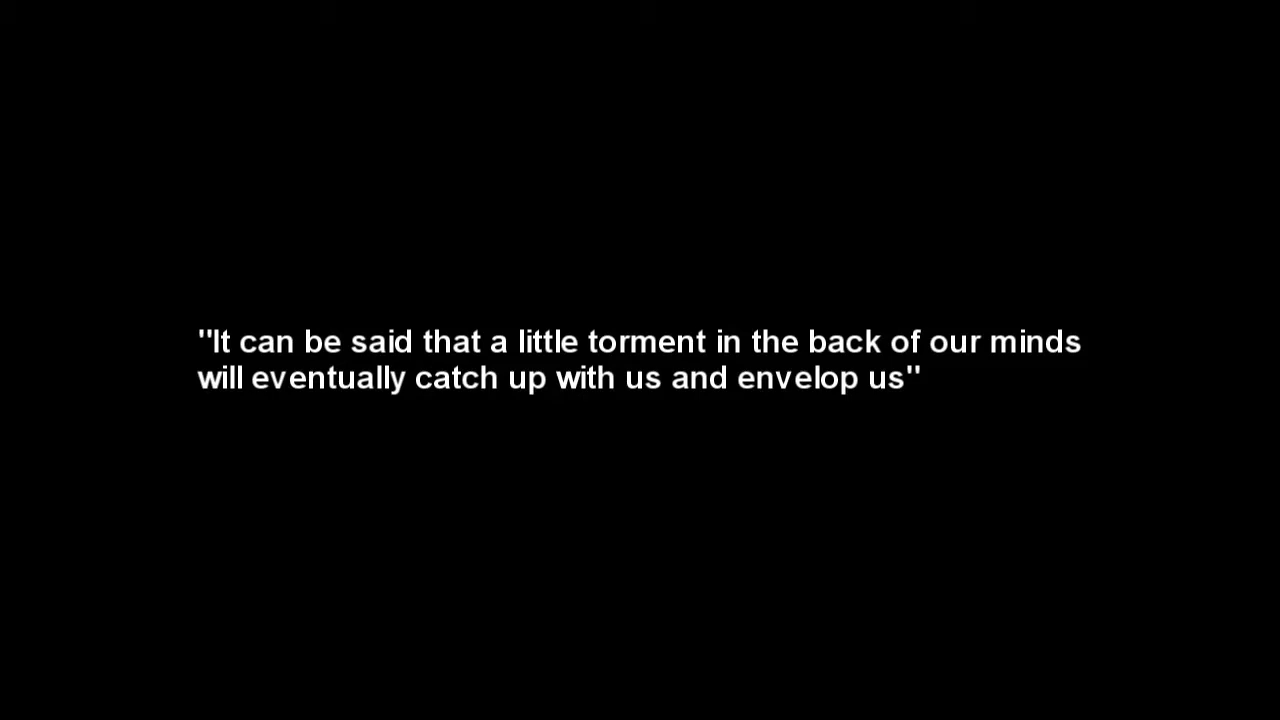 "It can be said that a little torment in the back of our minds
will eventually catch up with us and envelop us"